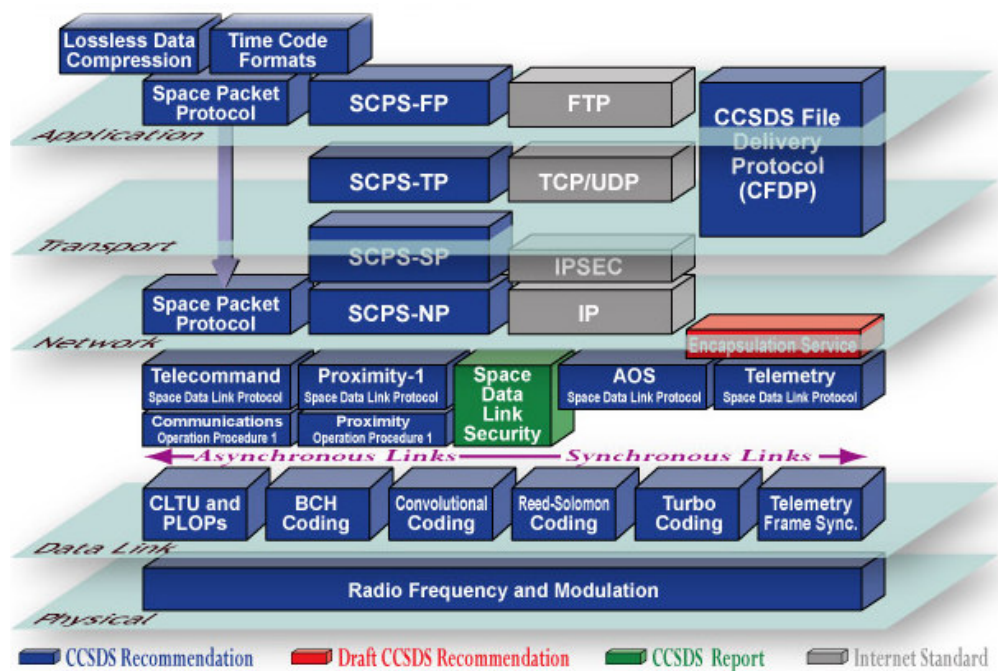 Lossless Data
Compression
Time Code
Formats
Space Packet
Protocol
SCPS-FP
FTP
CCSDS File
Delivery
Protocol
(CFDP)
Application
SCPS-TP
TCP/UDP
Transport
SCPS-SP
IPSEC
Space Packet
Protocol
SCPS-NP
IP
Network
Encapsulation Service
Telecommand
Space Data Link Protocol
Proximity-1
Space Data Link Protocol
Space
Data
Link
Security
AOS
Space Data Link Protocol
Telemetry
Space Data Link Protocol
Communications
Operation Procedure 1
Proximity
Operation Procedure 1
Asynchronous Links
Synchronous Links
CLTU and
PLOPs
BCH
Coding
Convolutional
Coding
Reed-Solomon
Coding
Turbo
Coding
Telemetry
Frame Sync.
Data Link
Radio Frequency and Modulation
Physical
CCSDS Recommendation
Draft CCSDS Recommendation
CCSDS Report
Internet Standard